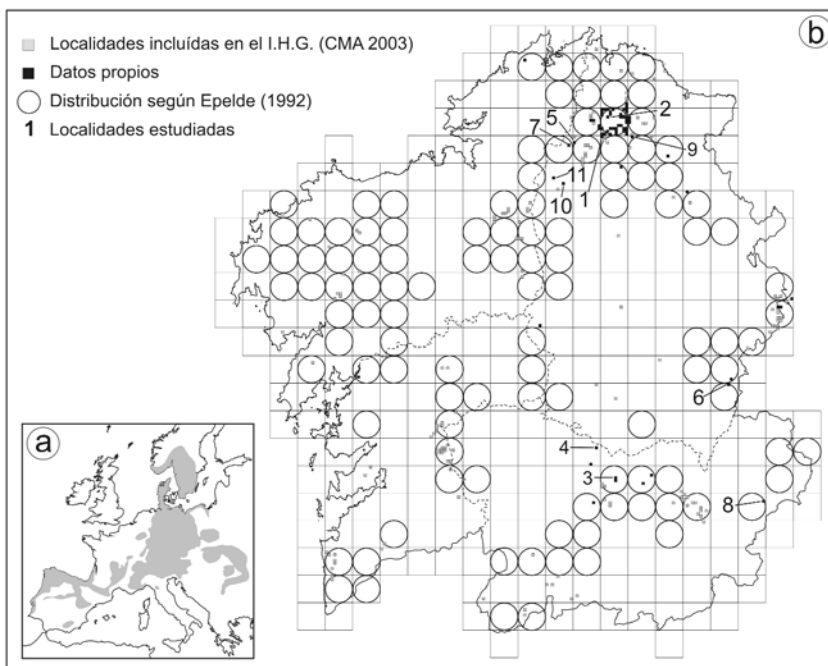 Localidades incluídas en el I.H.G. (CMA 2003)
Datos propios
Distribución según Epelde (1992)
1 Localidades estudiadas
b
5
7
2
9
11
10
1
6
4
3
8
a